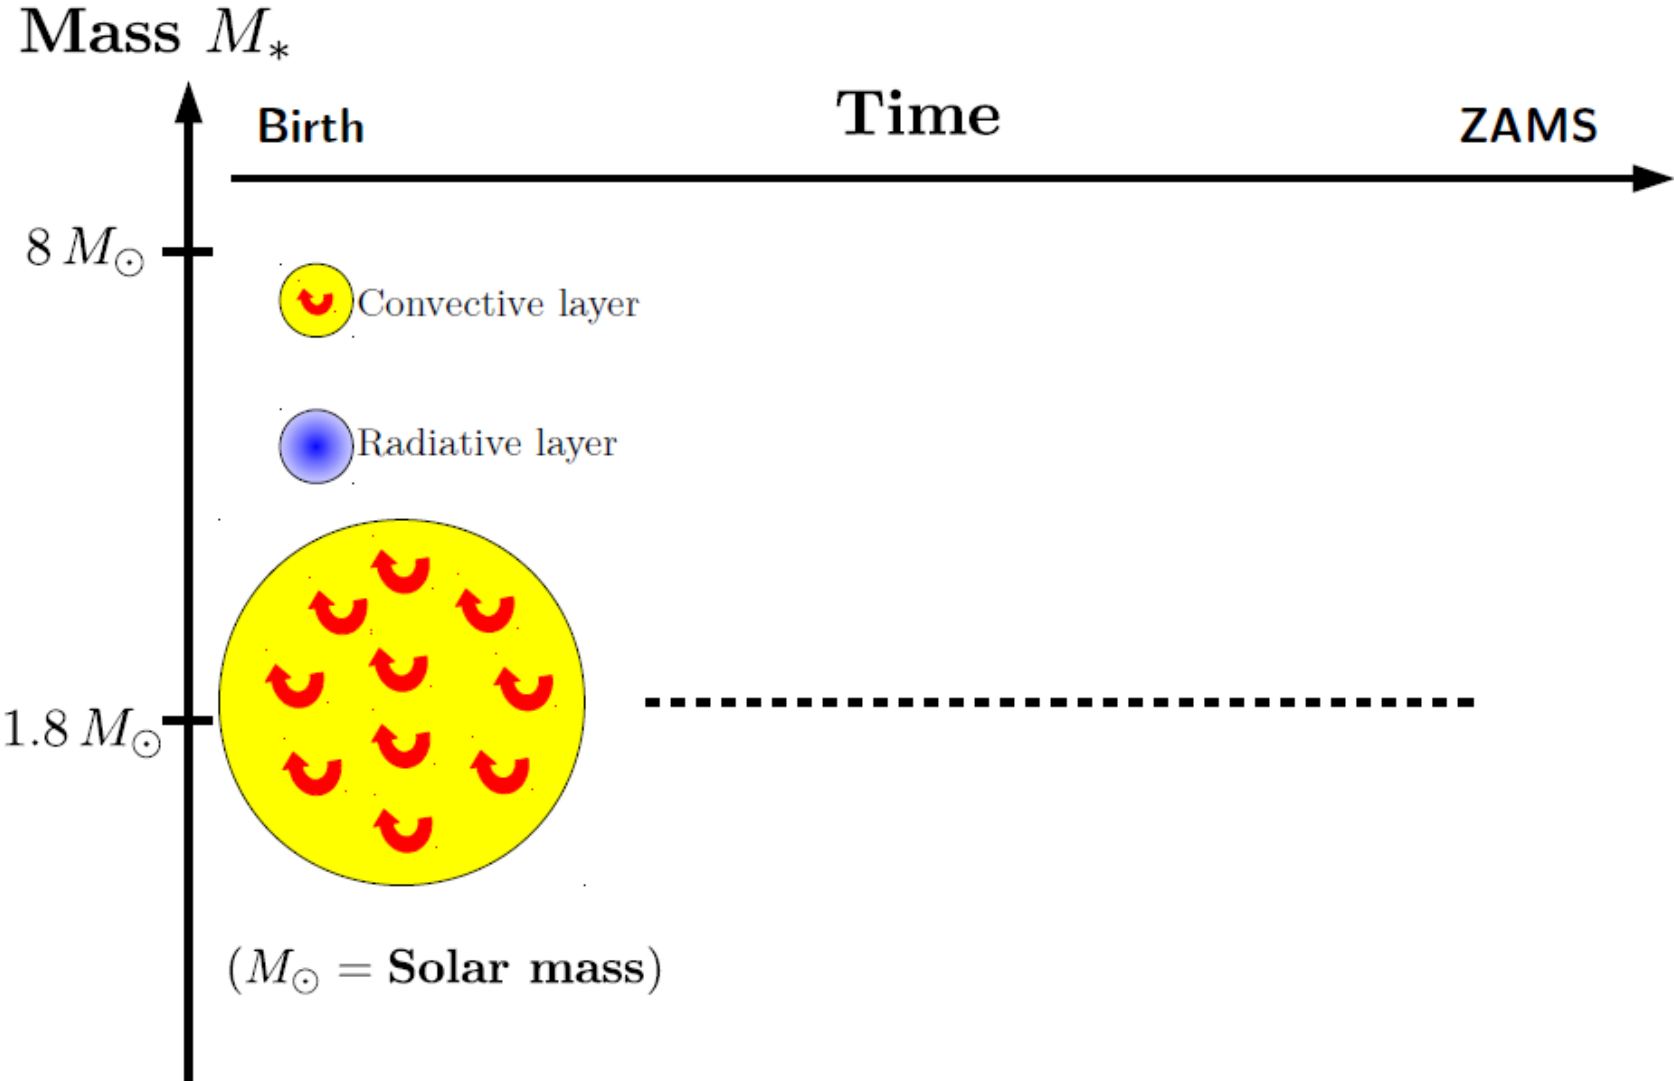 Mass M*
Birth
Time
ZAMS
8 M⊙
Convective layer
Radiative layer
1.8 M⊙
(M⊙ = Solar mass)